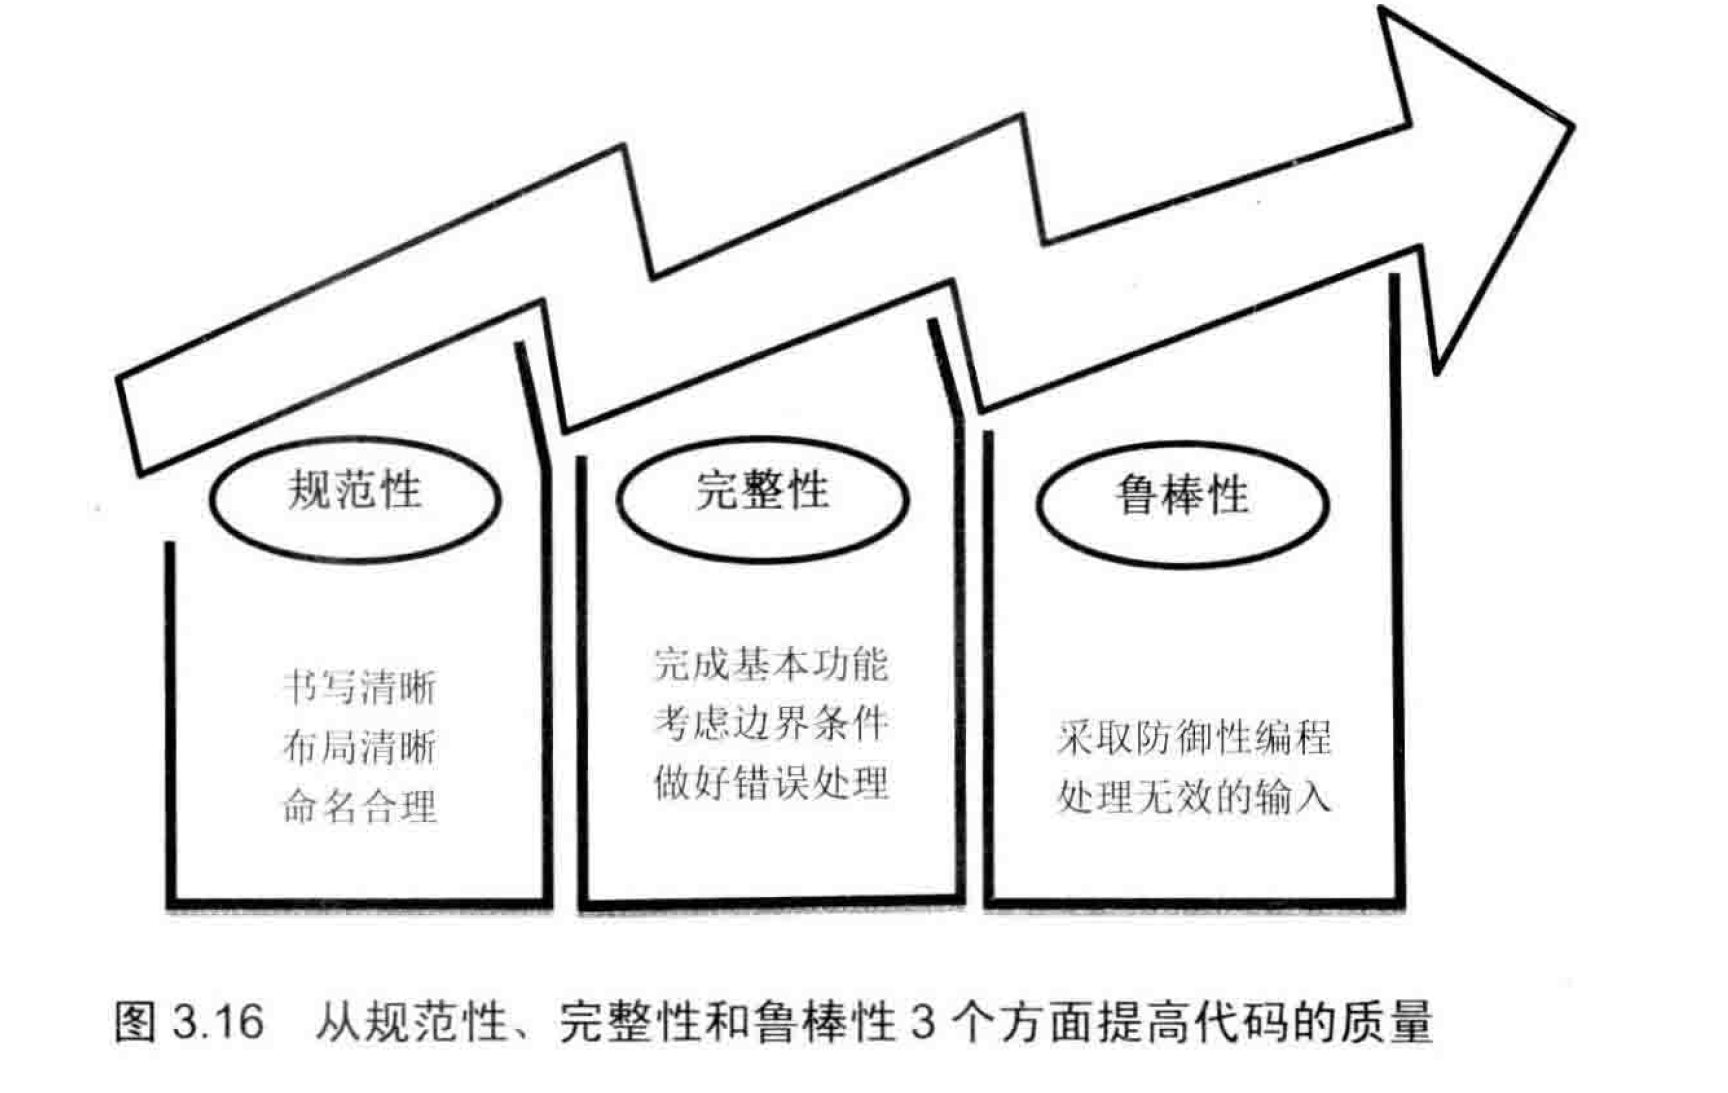 规范性
书写清晰
布局清晰
命名合理
完整性
完成基本功能
考虑边界条件
做好错误处理
鲁棒性
采取防御性编程
处理无效的输入
图 3.16 从规范性、完整性和鲁棒性 3 个方面提高代码的质量